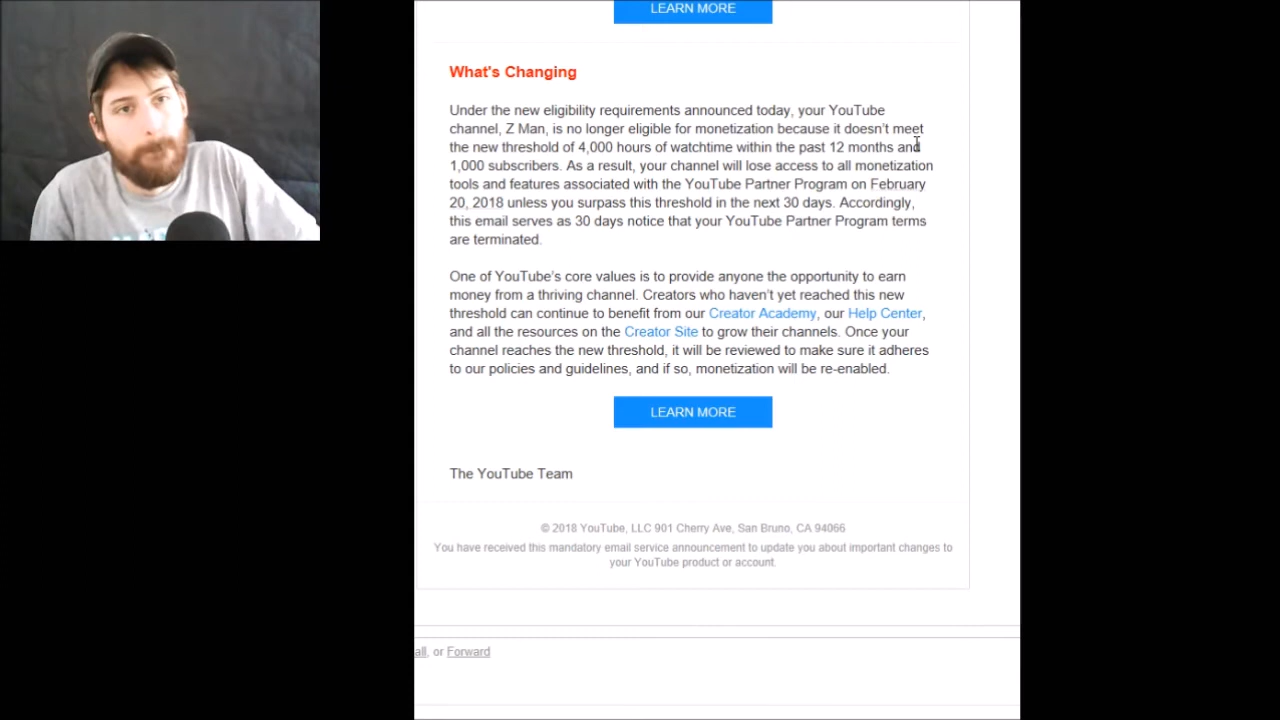 LEARN MORE
What's Changing
Under the new eligibility requirements announced today, your YouTube
channel, Z Man, is no longer eligible for monetization because it doesn't meet
the new threshold of 4,000 hours of watchtime within the past 12 months and
1,000 subscribers. As a result, your channel will lose access to all monetization
tools and features associated with the YouTube Partner Program on February
20, 2018 unless you surpass this threshold in the next 30 days. Accordingly,
this email serves as 30 days notice that your YouTube Partner Program terms
are terminated.
One of YouTube's core values is to provide anyone the opportunity to earn
money from a thriving channel. Creators who haven't yet reached this new
threshold can continue to benefit from our Creator Academy, our Help Center,
and all the resources on the Creator Site to grow their channels. Once your
channel reaches the new threshold, it will be reviewed to make sure it adheres
to our policies and guidelines, and if so, monetization will be re-enabled.
LEARN MORE
The YouTube Team
© 2018 YouTube, LLC 901 Cherry Ave, San Bruno, CA 94066
You have received this mandatory email service announcement to update you about important changes to
your YouTube product or account.
all, or Forward